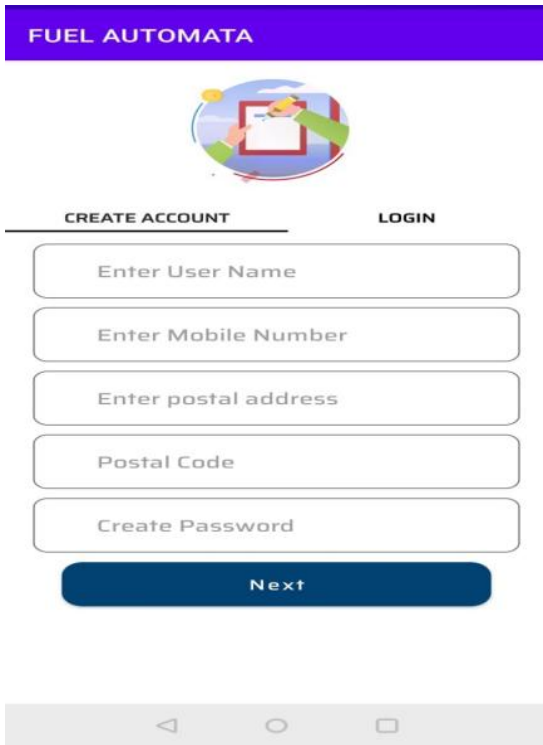 FUEL AUTOMATA
CREATE ACCOUNT LOGIN
Enter User Name
Enter Mobile Number
Enter postal address
Postal Code
Create Password
Next